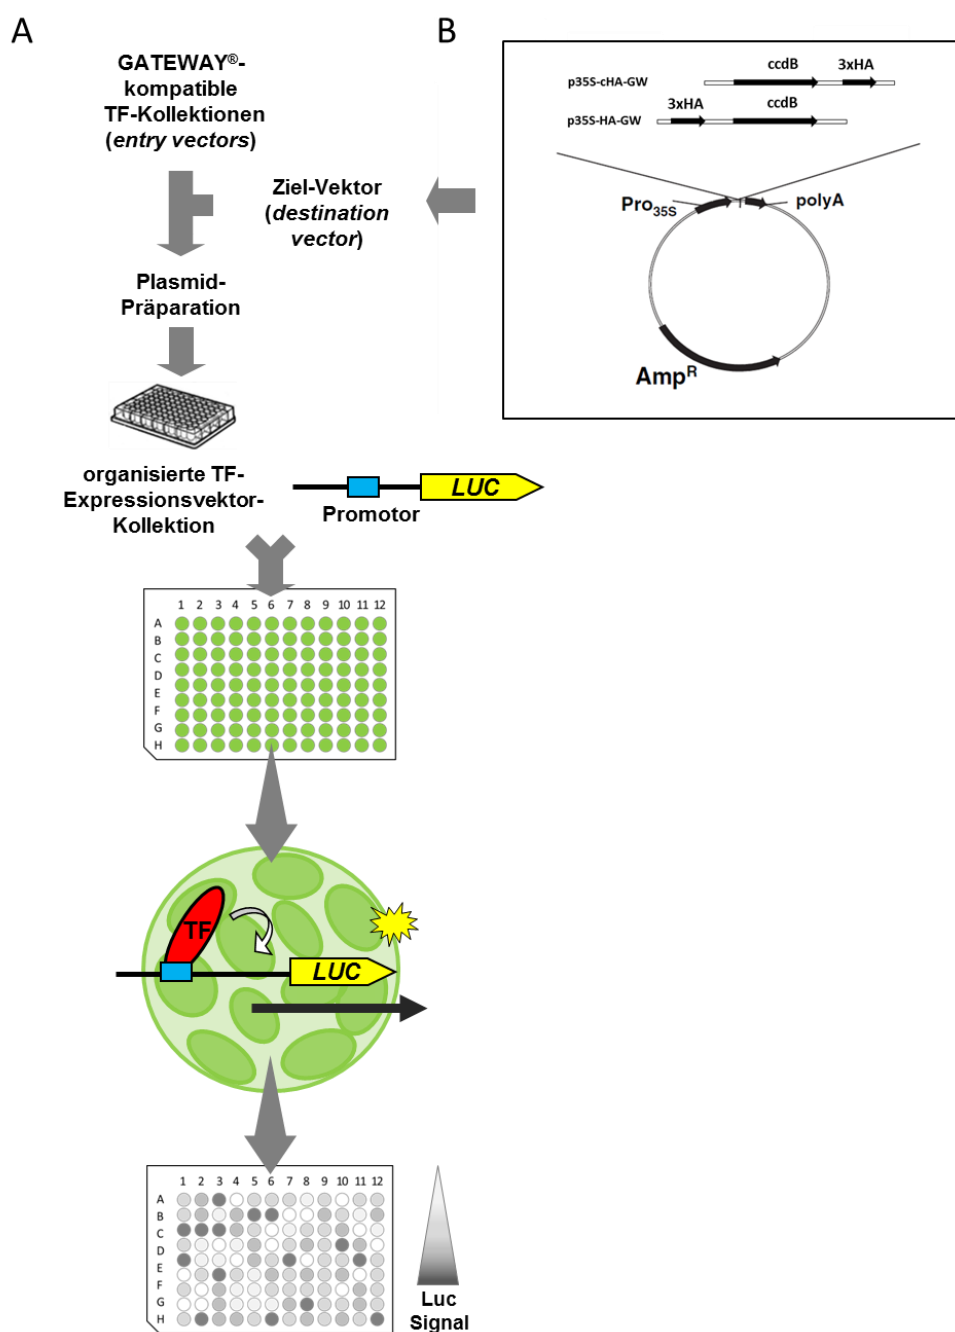 A
GATEWAY®-
kompatible
TF-Kollektionen
(entry vectors)
Ziel-Vektor
(destination
vector)
Plasmid-
Präparation
organisierte TF-
Expressionsvektor-
Kollektion
LUC
Promotor
B
ccdB 3xHA
p35S-cHA-GW
3xHA ccdB
p35S-HA-GW
Pro35S
polyA
AmpR
1 2 3 4 5 6 7 8 9 10 11 12
A
B
C
D
E
F
G
H
TF
LUC
1 2 3 4 5 6 7 8 9 10 11 12
A
B
C
D
E
F
G
H
Luc
Signal